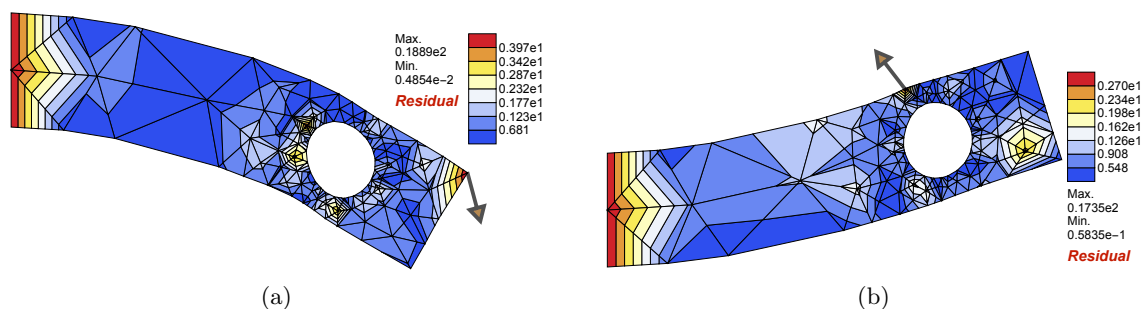 Max.
0.1889e2
Min.
0.4854e-2
Residual
0.397e1
0.342e1
0.287e1
0.232e1
0.177e1
0.123e1
0.681
(a)
0.270e1
0.234e1
0.198e1
0.162e1
0.126e1
0.908
0.548
Max.
0.1735e2
Min.
0.5835e-1
Residual
(b)